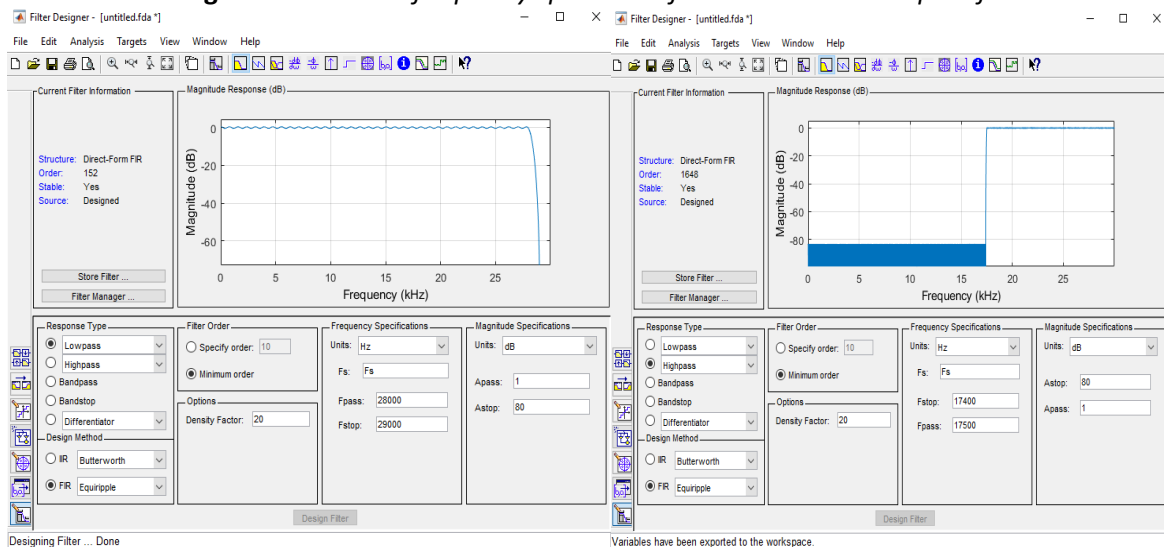 Filter Designer - [untitled.fda *]
File Edit Analysis Targets View Window Help
Current Filter Information
Structure: Direct-Form FIR
Order: 152
Stable: Yes
Source: Designed
Store Filter ...
Filter Manager ...
Magnitude Response (dB)
Magnitude (dB)
0
-20
-40
-60
0 5 10 15 20 25
Frequency (kHz)
Response Type
Lowpass
Highpass
Bandpass
Bandstop
Differentiator
Design Method
IIR Butterworth
FIR Equiripple
Filter Order
Specify order: 10
Minimum order
Options
Density Factor: 20
Frequency Specifications
Units: Hz
Fs: Fs
Fpass: 28000
Fstop: 29000
Magnitude Specifications
Units: dB
Apass: 1
Astop: 80
Design Filter
Designing Filter ... Done
Filter Designer - [untitled.fda *]
File Edit Analysis Targets View Window Help
Current Filter Information
Structure: Direct-Form FIR
Order: 1648
Stable: Yes
Source: Designed
Store Filter ...
Filter Manager ...
Magnitude Response (dB)
Magnitude (dB)
0
-20
-40
-60
-80
0 5 10 15 20 25
Frequency (kHz)
Response Type
Lowpass
Highpass
Bandpass
Bandstop
Differentiator
Design Method
IIR Butterworth
FIR Equiripple
Filter Order
Specify order: 10
Minimum order
Options
Density Factor: 20
Frequency Specifications
Units: Hz
Fs: Fs
Fstop: 17400
Fpass: 17500
Magnitude Specifications
Units: dB
Astop: 80
Apass: 1
Design Filter
Variables have been exported to the workspace.